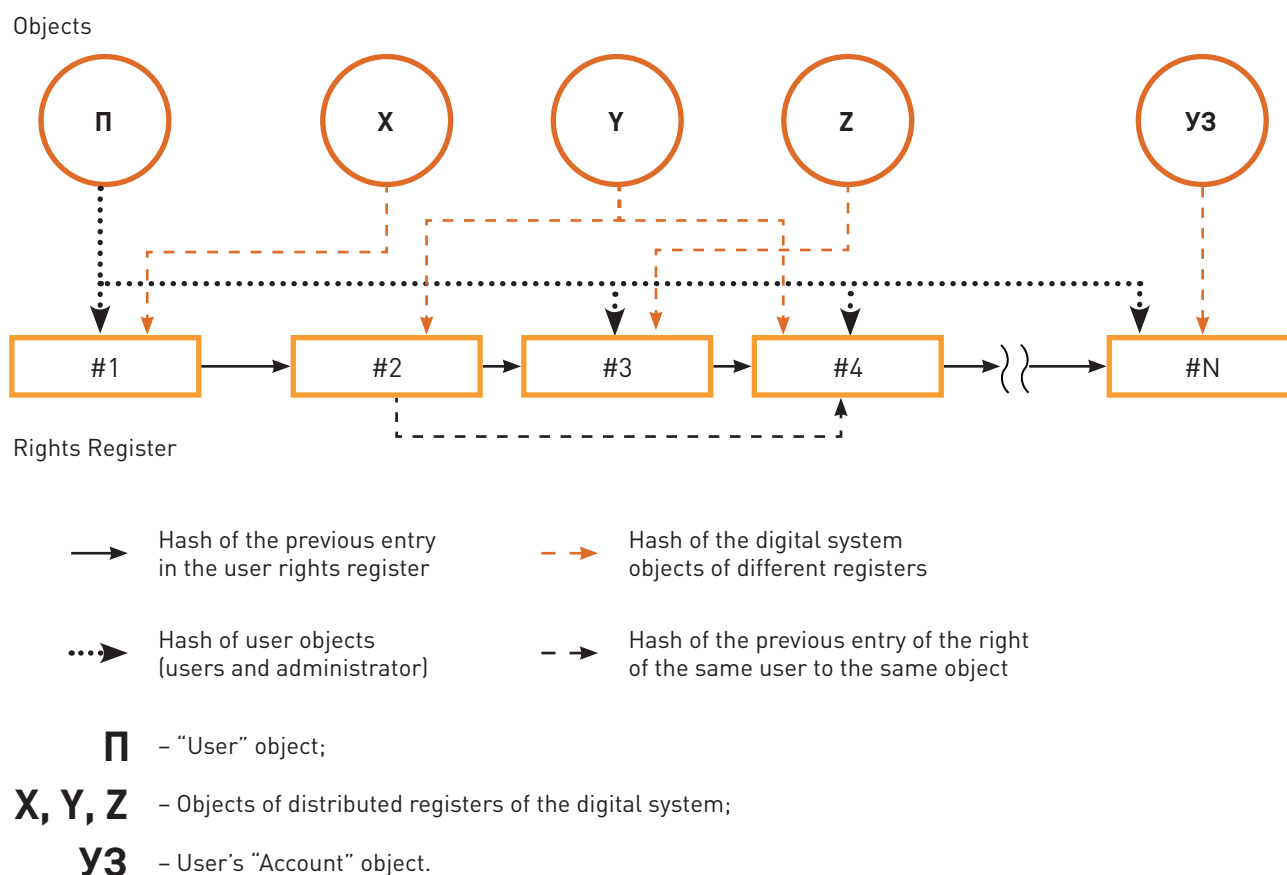 Objects
П
X
Y
Z
УЗ
#1
#2
#3
#4
#N
Rights Register
Hash of the previous entry
in the user rights register
Hash of the digital system
objects of different registers
Hash of user objects
(users and administrator)
Hash of the previous entry of the right
of the same user to the same object
П – “User” object;
X, Y, Z – Objects of distributed registers of the digital system;
УЗ – User’s “Account” object.